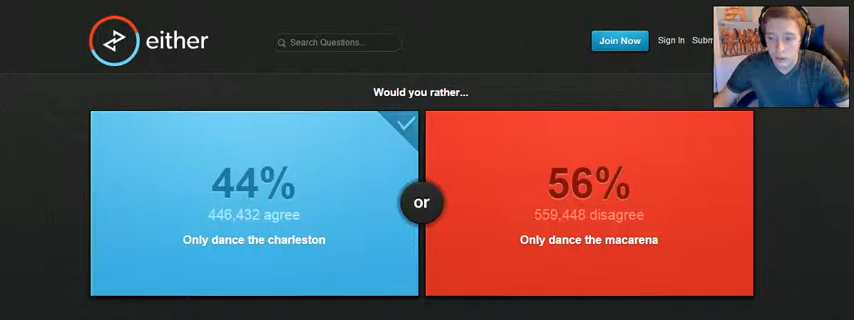 either
Search Questions...
Join Now Sign In
Would you rather...
44%
446,432 agree
Only dance the charleston
or
56%
559,448 disagree
Only dance the macarena